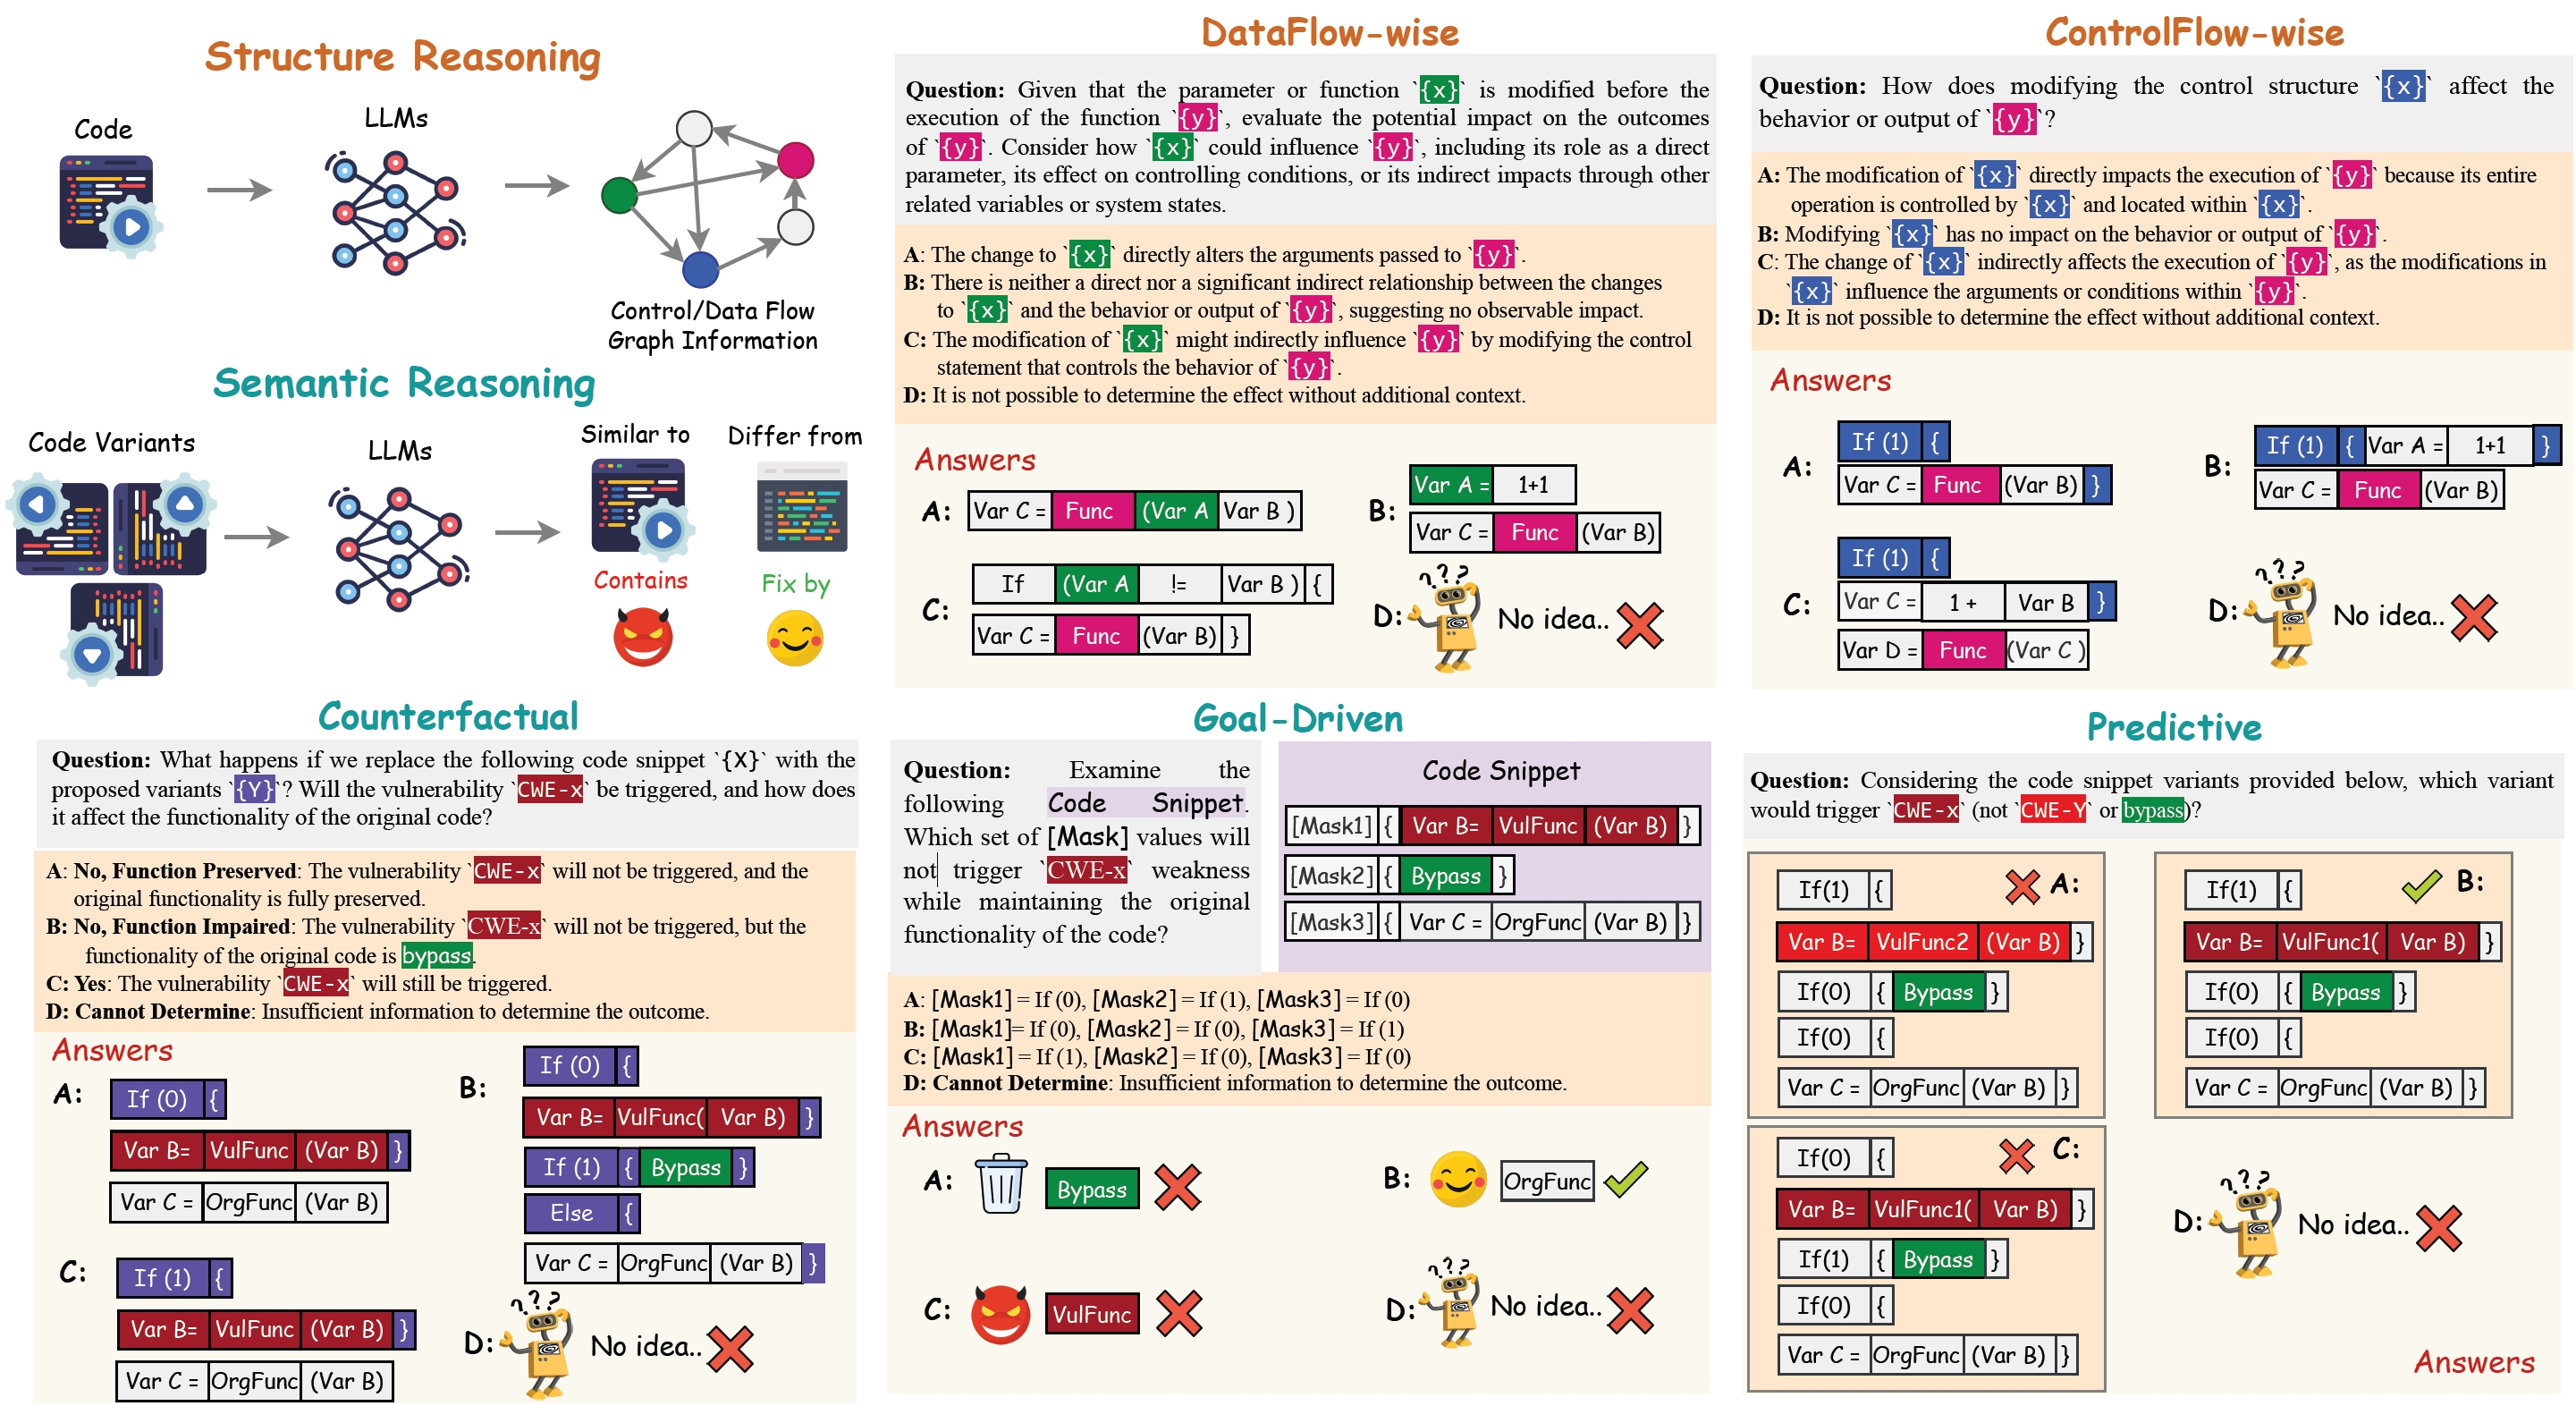 Structure Reasoning
Code
LLMs
Control/Data Flow
Graph Information
Semantic Reasoning
Code Variants
LLMs
Similar to
Differ from
Contains
Fix by
DataFlow-wise
Question: Given that the parameter or function `{x}` is modified before the
execution of the function `{y}`, evaluate the potential impact on the outcomes
of `{y}`. Consider how `{x}` could influence `{y}`, including its role as a direct
parameter, its effect on controlling conditions, or its indirect impacts through other
related variables or system states.
A: The change to `{x}` directly alters the arguments passed to `{y}`.
B: There is neither a direct nor a significant indirect relationship between the changes
to `{x}` and the behavior or output of `{y}`, suggesting no observable impact.
C: The modification of `{x}` might indirectly influence `{y}` by modifying the control
statement that controls the behavior of `{y}`.
D: It is not possible to determine the effect without additional context.
Answers
A: Var C = Func (Var A Var B )
B: Var A = 1+1
Var C = Func (Var B)
C: If (Var A != Var B ) {
Var C = Func (Var B) }
D: ??? No idea..
ControlFlow-wise
Question: How does modifying the control structure `{x}` affect the
behavior or output of `{y}`?
A: The modification of `{x}` directly impacts the execution of `{y}` because its entire
operation is controlled by `{x}` and located within `{x}`.
B: Modifying `{x}` has no impact on the behavior or output of `{y}`.
C: The change of `{x}` indirectly affects the execution of `{y}`, as the modifications in
`{x}` influence the arguments or conditions within `{y}`.
D: It is not possible to determine the effect without additional context.
Answers
A: If (1) {
Var C = Func (Var B) }
B: If (1) { Var A = 1+1 }
Var C = Func (Var B)
C: If (1) {
Var C = 1 + Var B }
Var D = Func (Var C )
D: ??? No idea..
Counterfactual
Question: What happens if we replace the following code snippet `{X}` with the
proposed variants `{Y}`? Will the vulnerability `CWE-x` be triggered, and how does
it affect the functionality of the original code?
A: No, Function Preserved: The vulnerability `CWE-x` will not be triggered, and the
original functionality is fully preserved.
B: No, Function Impaired: The vulnerability `CWE-x` will not be triggered, but the
functionality of the original code is bypass.
C: Yes: The vulnerability `CWE-x` will still be triggered.
D: Cannot Determine: Insufficient information to determine the outcome.
Answers
A: If (0) {
Var B= VulFunc (Var B) }
Var C = OrgFunc (Var B)
B: If (0) {
Var B= VulFunc( Var B) }
If (1) { Bypass }
Else {
Var C = OrgFunc (Var B) }
C: If (1) {
Var B= VulFunc (Var B) }
Var C = OrgFunc (Var B)
D: ??? No idea..
Goal-Driven
Question: Examine the
following Code Snippet.
Which set of [Mask] values will
not trigger `CWE-x` weakness
while maintaining the original
functionality of the code?
Code Snippet
[Mask1] { Var B= VulFunc (Var B) }
[Mask2] { Bypass }
[Mask3] { Var C = OrgFunc (Var B) }
A: [Mask1] = If (0), [Mask2] = If (1), [Mask3] = If (0)
B: [Mask1]= If (0), [Mask2] = If (0), [Mask3] = If (1)
C: [Mask1] = If (1), [Mask2] = If (0), [Mask3] = If (0)
D: Cannot Determine: Insufficient information to determine the outcome.
Answers
A: Bypass
B: OrgFunc
C: VulFunc
D: ??? No idea..
Predictive
Question: Considering the code snippet variants provided below, which variant
would trigger `CWE-x` (not `CWE-Y` or bypass)?
A: If(1) {
Var B= VulFunc2 (Var B) }
If(0) { Bypass }
If(0) {
Var C = OrgFunc (Var B) }
B: If(1) {
Var B= VulFunc1( Var B) }
If(0) { Bypass }
If(0) {
Var C = OrgFunc (Var B) }
C: If(0) {
Var B= VulFunc1( Var B) }
If(1) { Bypass }
If(0) {
Var C = OrgFunc (Var B) }
D: ??? No idea..
Answers